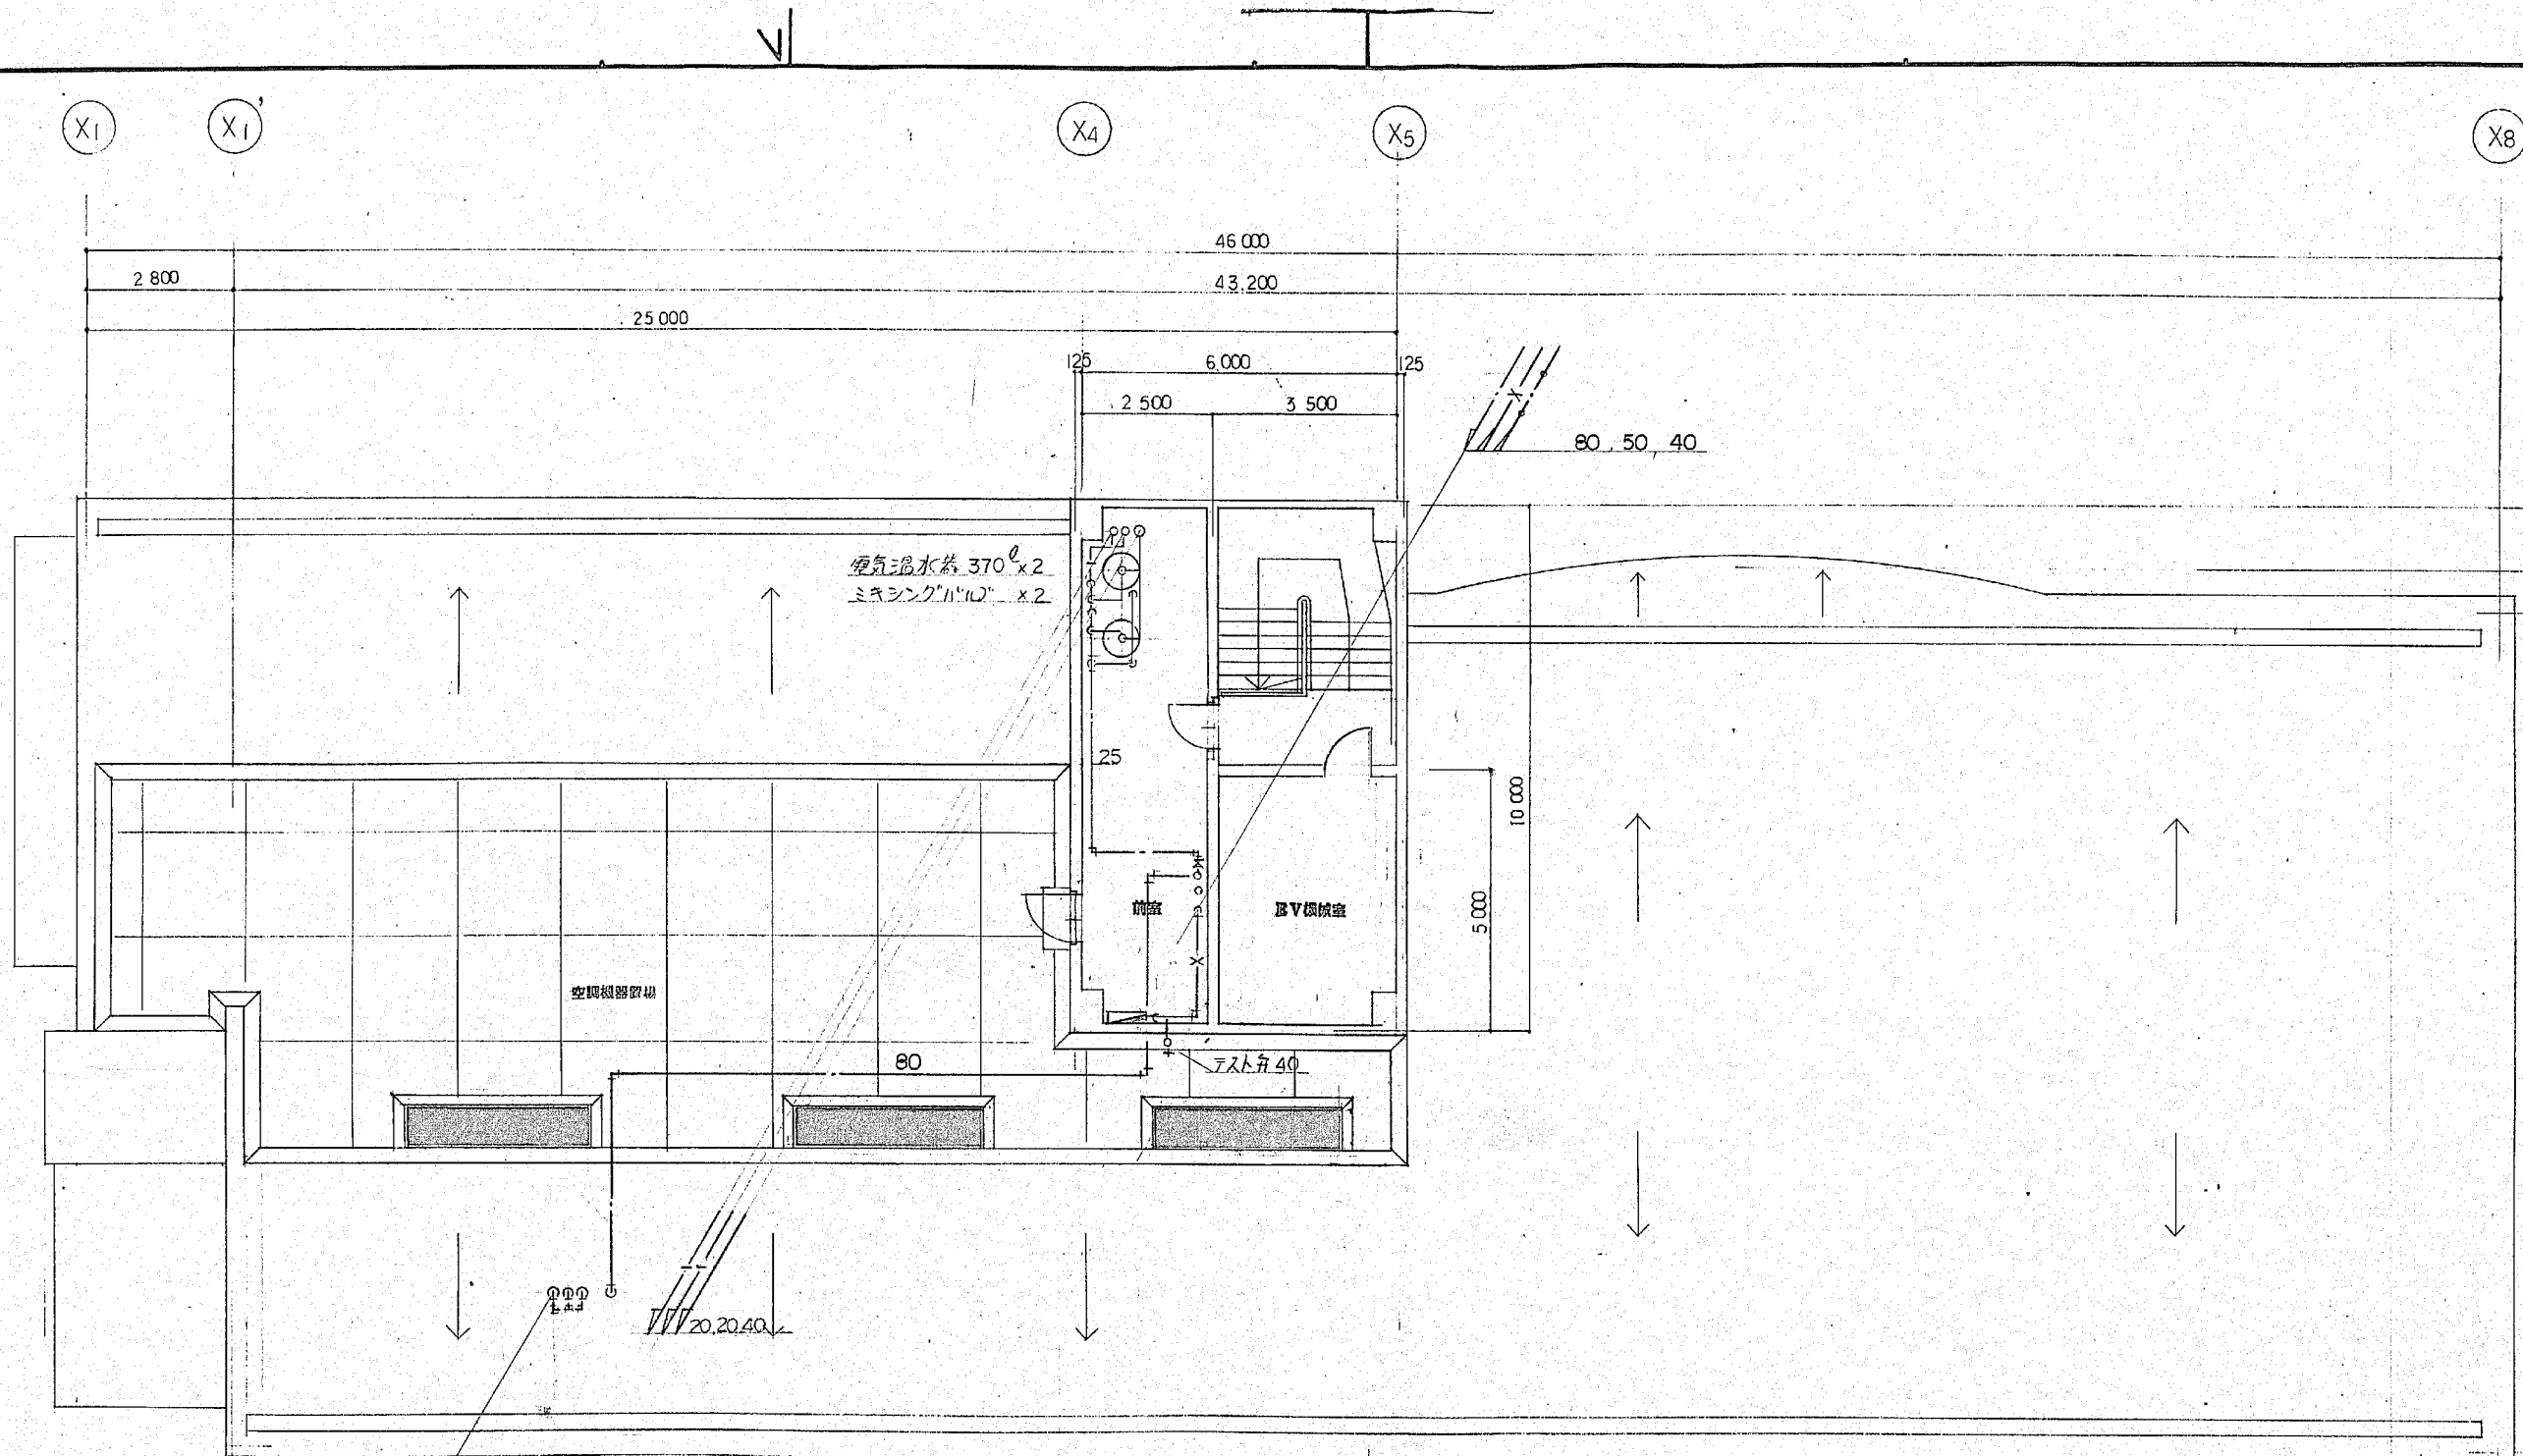 X1
X1'
X4
X5
X8
46 000
2 800
43,200
25 000
125
6,000
125
2 500
3 500
80 , 50 , 40
電気温水器 370ℓ×2
ミキシングバルブ ×2
25
10 000
5 000
前室
EV機械室
空調機器置場
80
テスト弁 40
20,20,40